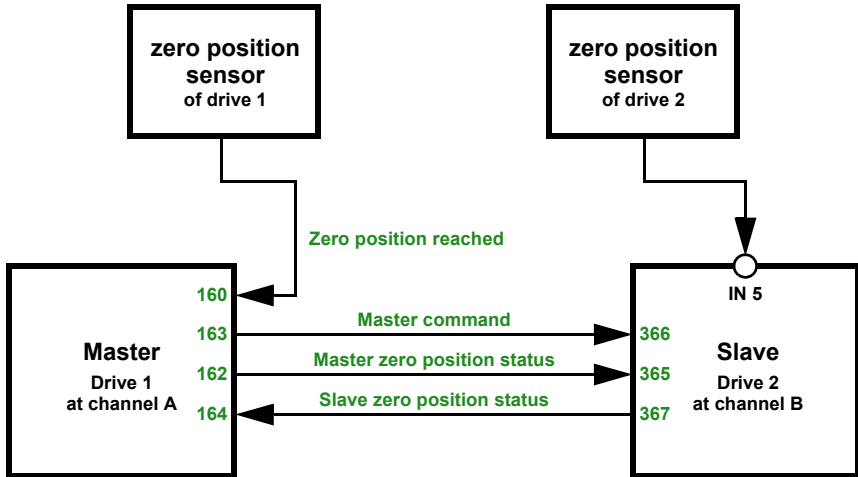 zero position
sensor
of drive 1
zero position
sensor
of drive 2
Zero position reached
160
IN 5
163
Master command
366
Master
Slave
162
Master zero position status
365
Drive 1
at channel A
Drive 2
at channel B
164
Slave zero position status
367